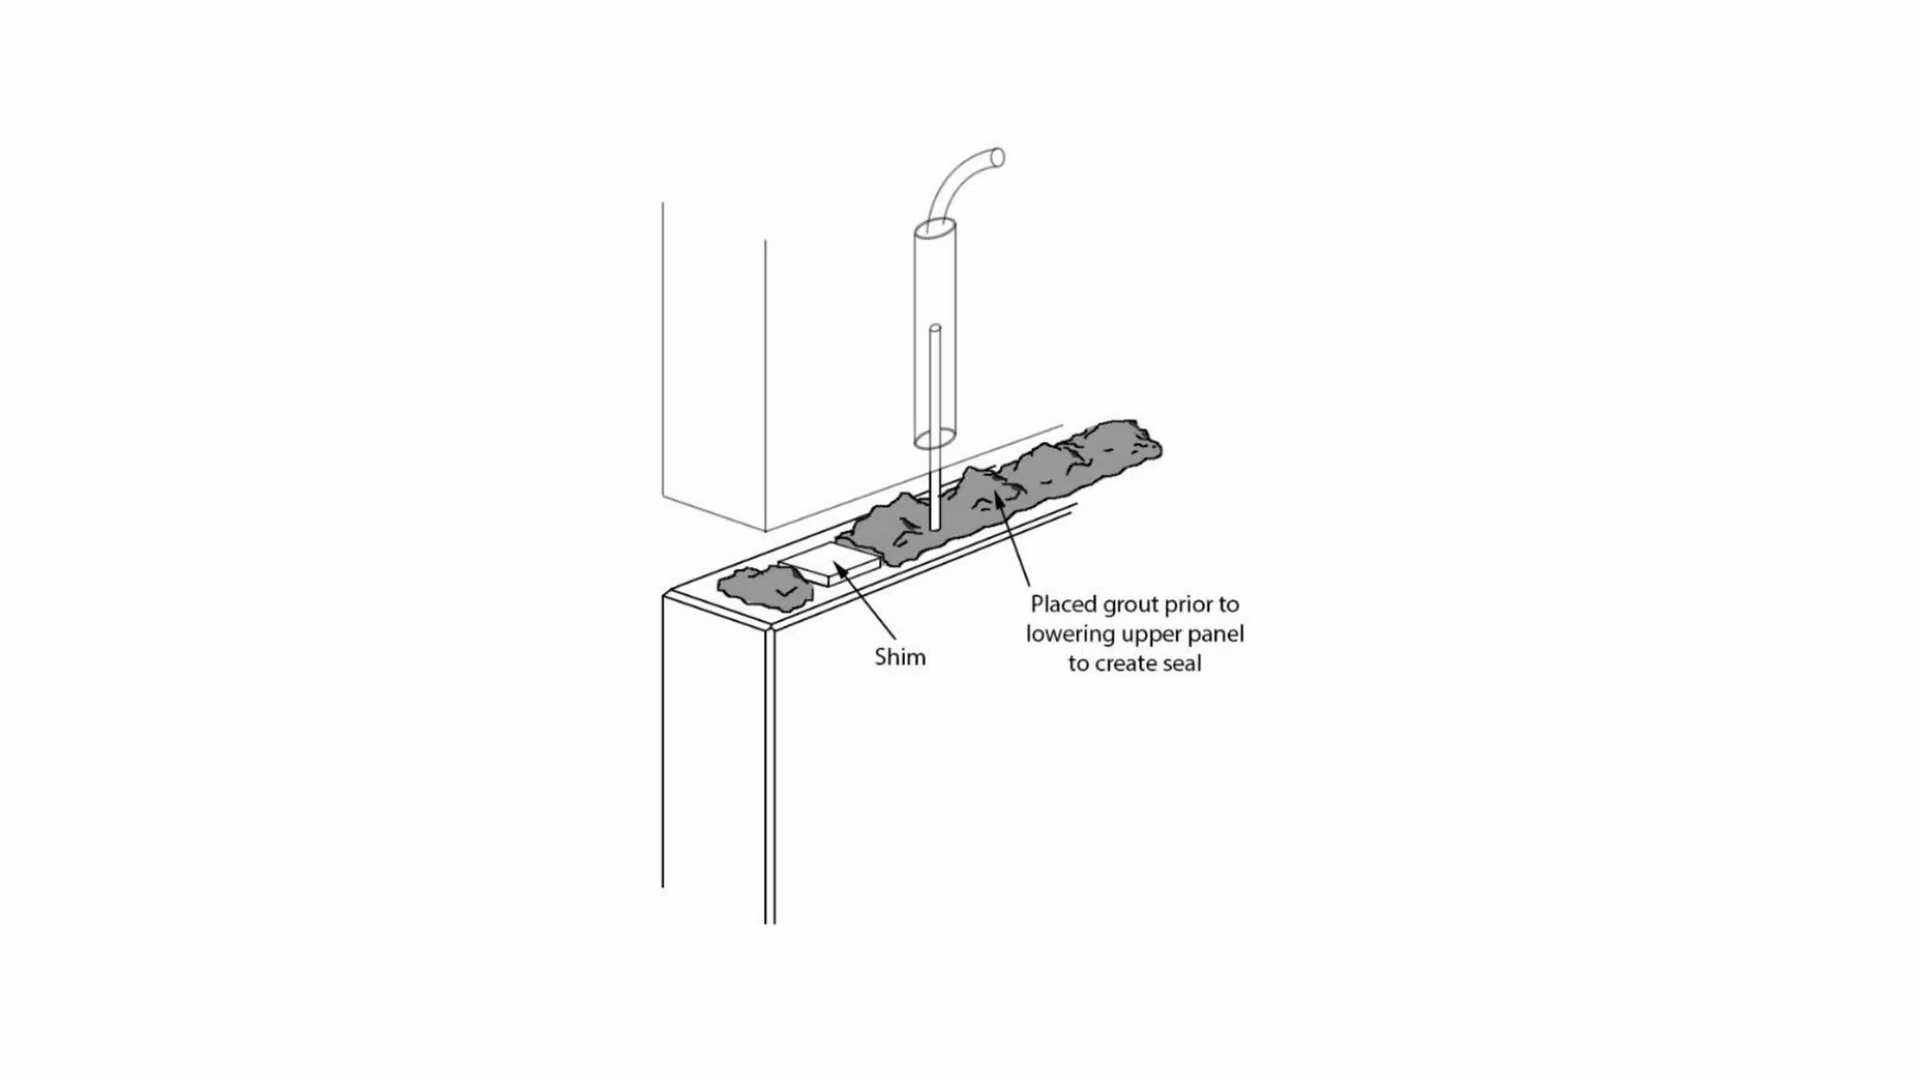 Placed grout prior to
lowering upper panel
to create seal
Shim